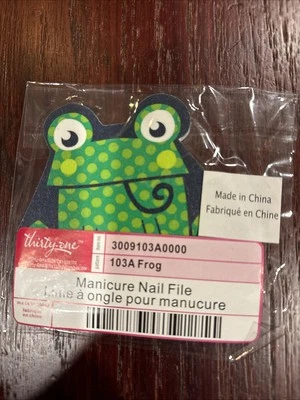 Made in China
Fabriqué en Chine
thirty-one
3009103A0000
103A Frog
Manicure Nail File
Lime à ongle pour manucure